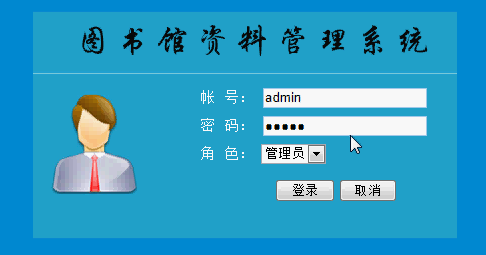 图书馆资料管理系统
帐 号： admin
密 码： ●●●●●
角 色： 管理员
登录 取消